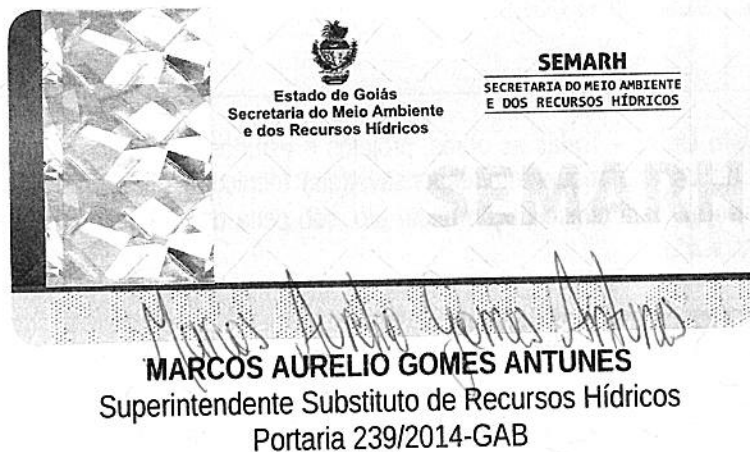 Estado de Goiás
Secretaria do Meio Ambiente
e dos Recursos Hídricos
SEMARH
SECRETARIA DO MEIO AMBIENTE
E DOS RECURSOS HÍDRICOS
Marcos Aurelio Gomes Antunes
MARCOS AURELIO GOMES ANTUNES
Superintendente Substituto de Recursos Hídricos
Portaria 239/2014-GAB